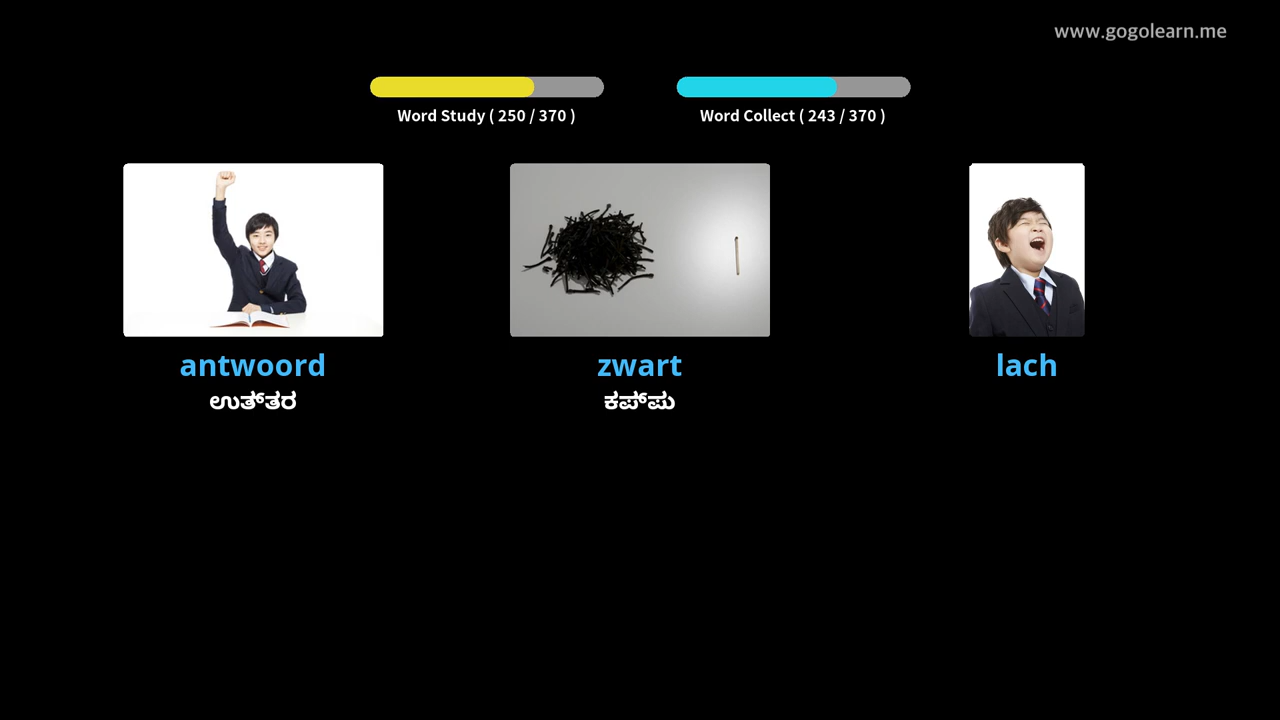 www.gogolearn.me
Word Study ( 250 / 370 )
Word Collect ( 243 / 370 )
antwoord
ಉತ್ತರ
zwart
ಕಪ್ಪು
lach